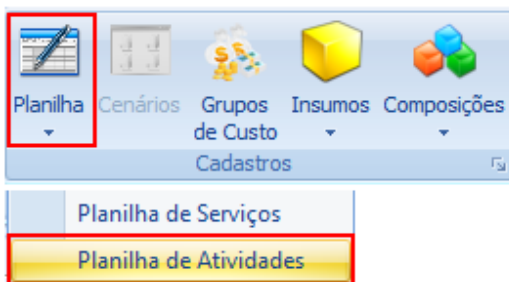 Planilha Cenários Grupos de Custo Insumos Composições
Cadastros
Planilha de Serviços
Planilha de Atividades